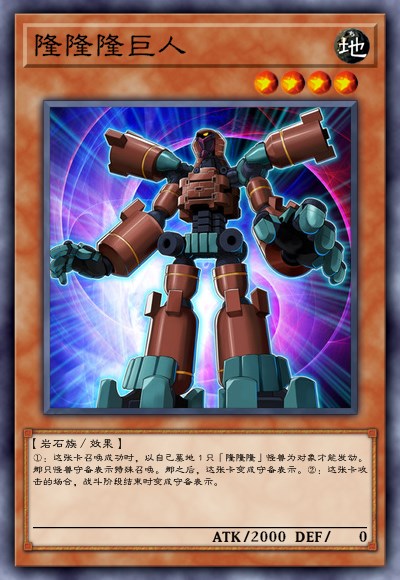 隆隆隆巨人
地
【岩石族／效果】
①：这张卡召唤成功时，以自己墓地1只「隆隆隆」怪兽为对象才能发动。
那只怪兽守备表示特殊召唤。那之后，这张卡变成守备表示。②：这张卡攻
击的场合，战斗阶段结束时变成守备表示。
ATK/2000 DEF/ 0